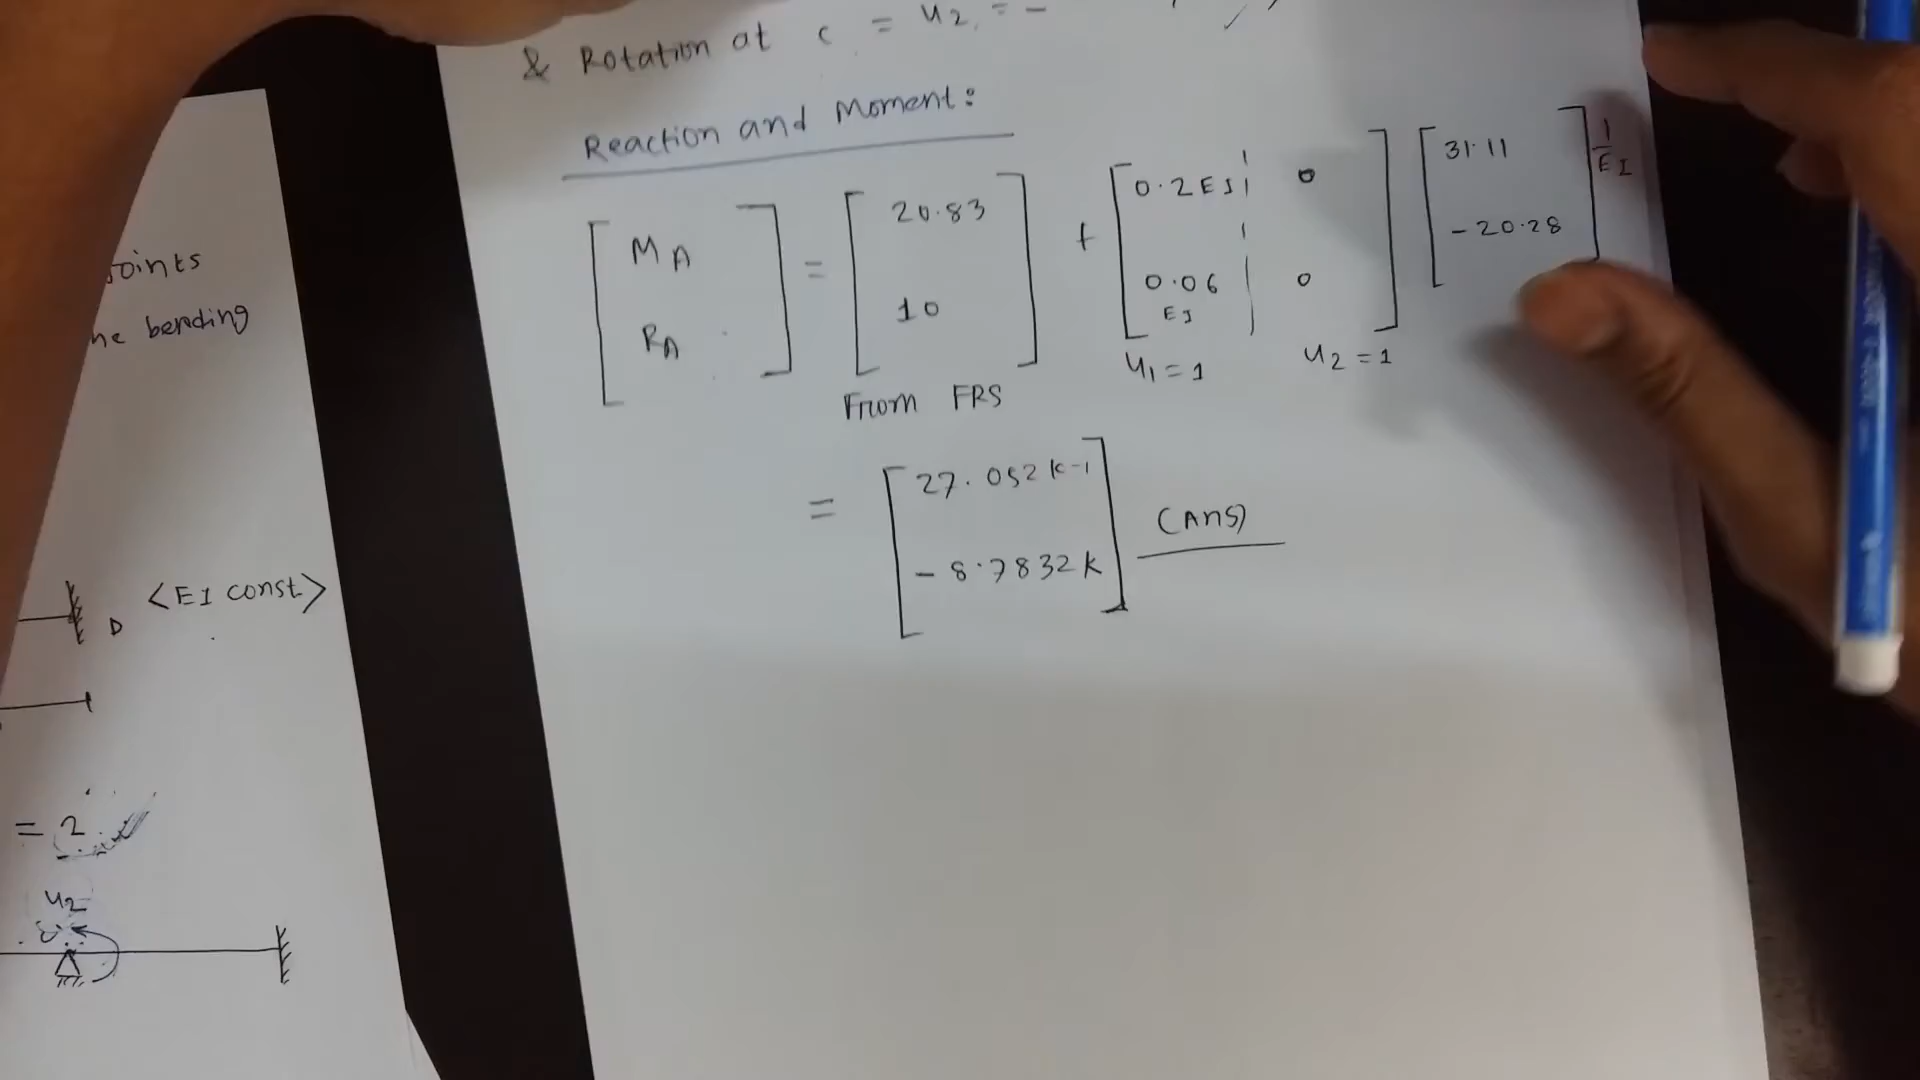 & Rotation at c = u2 = -
Reaction and Moment:
[ MA RA ] = [ 20.83 10 ] + [ 0.2EI 0 0.06 EI 0 ] [ 31.11 -20.28 ] 1/EI
From FRS u1 = 1 u2 = 1
= [ 27.052 k-1 - 8.7832 k ] (Ans)
joints
bending
D <EI const>
= 2
u2